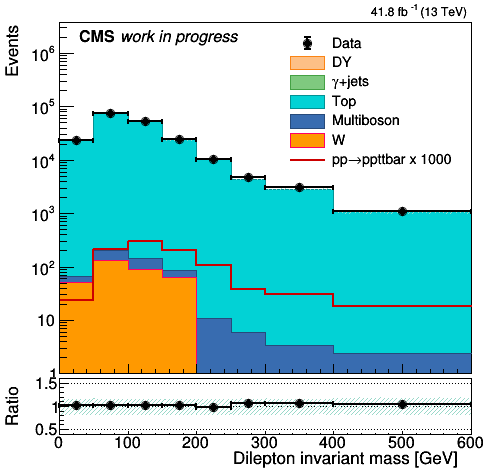 41.8 fb⁻¹ (13 TeV)
CMS work in progress
Events
10⁶
10⁵
10⁴
10³
10²
10
1
Data
DY
γ+jets
Top
Multiboson
W
pp→ppttbar x 1000
Ratio
1.5
1
0.5
0 100 200 300 400 500 600
Dilepton invariant mass [GeV]